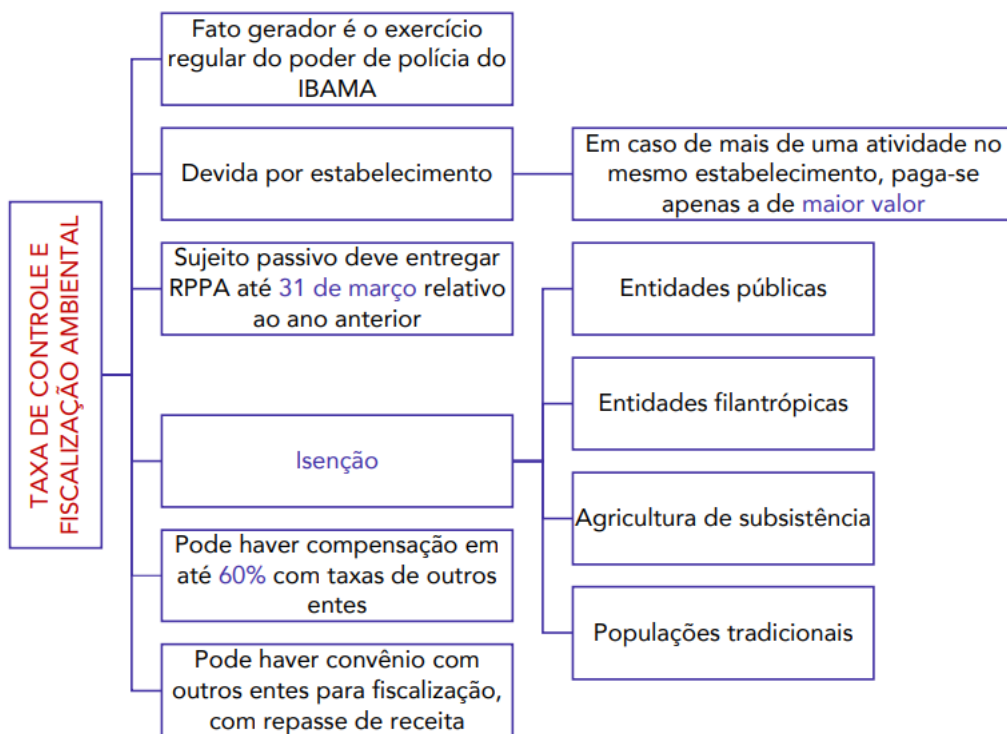 TAXA DE CONTROLE E
FISCALIZAÇÃO AMBIENTAL
Fato gerador é o exercício
regular do poder de polícia do
IBAMA
Devida por estabelecimento
Em caso de mais de uma atividade no
mesmo estabelecimento, paga-se
apenas a de maior valor
Sujeito passivo deve entregar
RPPA até 31 de março relativo
ao ano anterior
Isenção
Entidades públicas
Entidades filantrópicas
Agricultura de subsistência
Populações tradicionais
Pode haver compensação em
até 60% com taxas de outros
entes
Pode haver convênio com
outros entes para fiscalização,
com repasse de receita